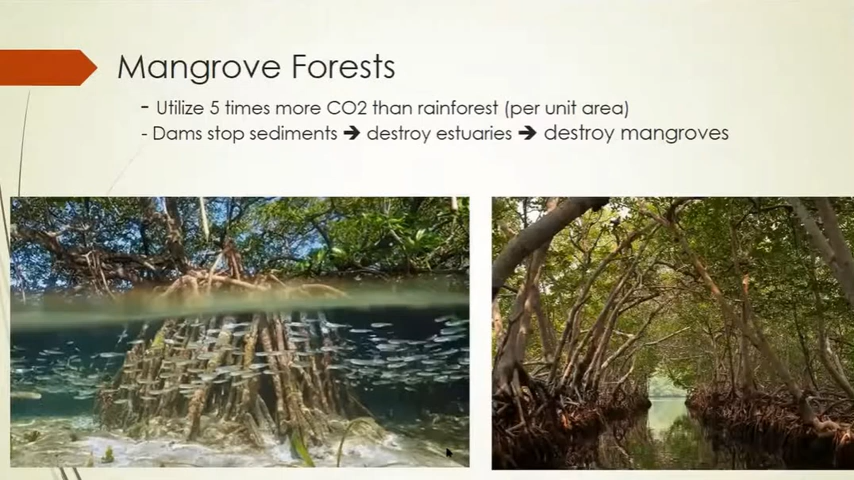 Mangrove Forests
- Utilize 5 times more CO2 than rainforest (per unit area)
- Dams stop sediments → destroy estuaries → destroy mangroves